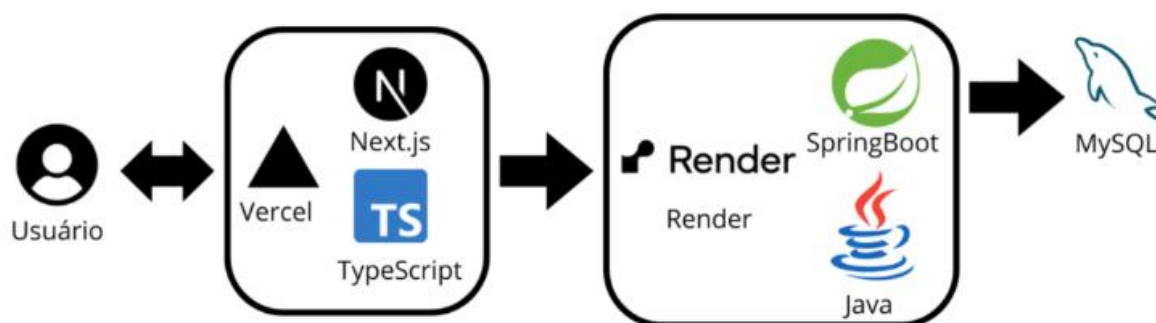 Usuário
Vercel
N
Next.js
TS
TypeScript
Render
Render
SpringBoot
Java
MySQL